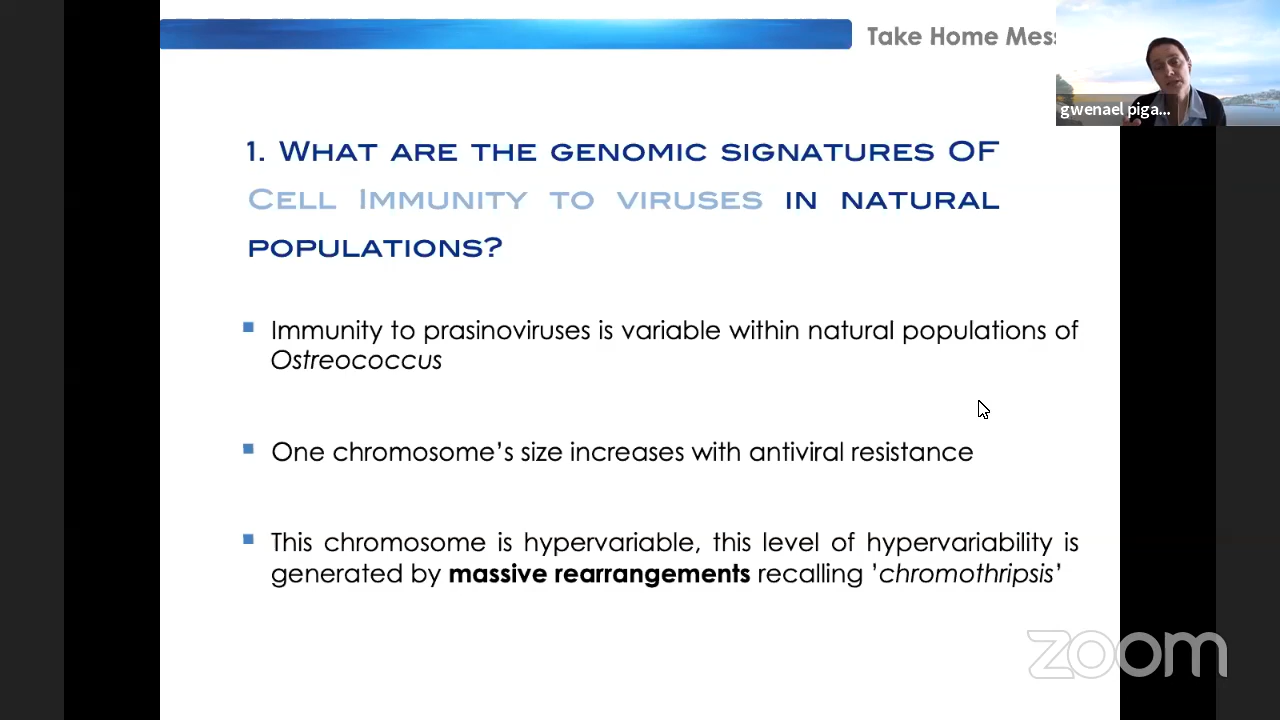 Take Home Mess
gwenael piga...
1. WHAT ARE THE GENOMIC SIGNATURES OF
CELL IMMUNITY TO VIRUSES IN NATURAL
POPULATIONS?
Immunity to prasinoviruses is variable within natural populations of
Ostreococcus
One chromosome’s size increases with antiviral resistance
This chromosome is hypervariable, this level of hypervariability is
generated by massive rearrangements recalling ’chromothripsis’
zoom